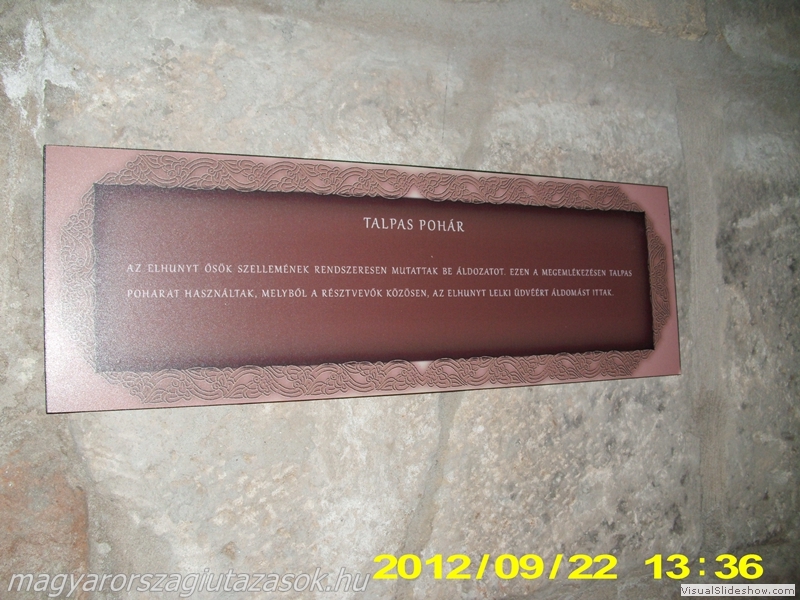 TALPAS POHÁR
AZ ELHUNYT ŐSÖK SZELLEMÉNEK RENDSZERESEN MUTATTAK BE ÁLDOZATOT. EZEN A MEGEMLÉKEZÉSEN TALPAS
POHARAT HASZNÁLTAK, MELYBŐL A RÉSZTVEVŐK KÖZÖSEN, AZ ELHUNYT LELKI ÜDVÉÉRT ÁLDOMÁST ITTAK.
2012/09/22 13:36
magyarorszagiutazasok.hu
VisualSlideshow.com